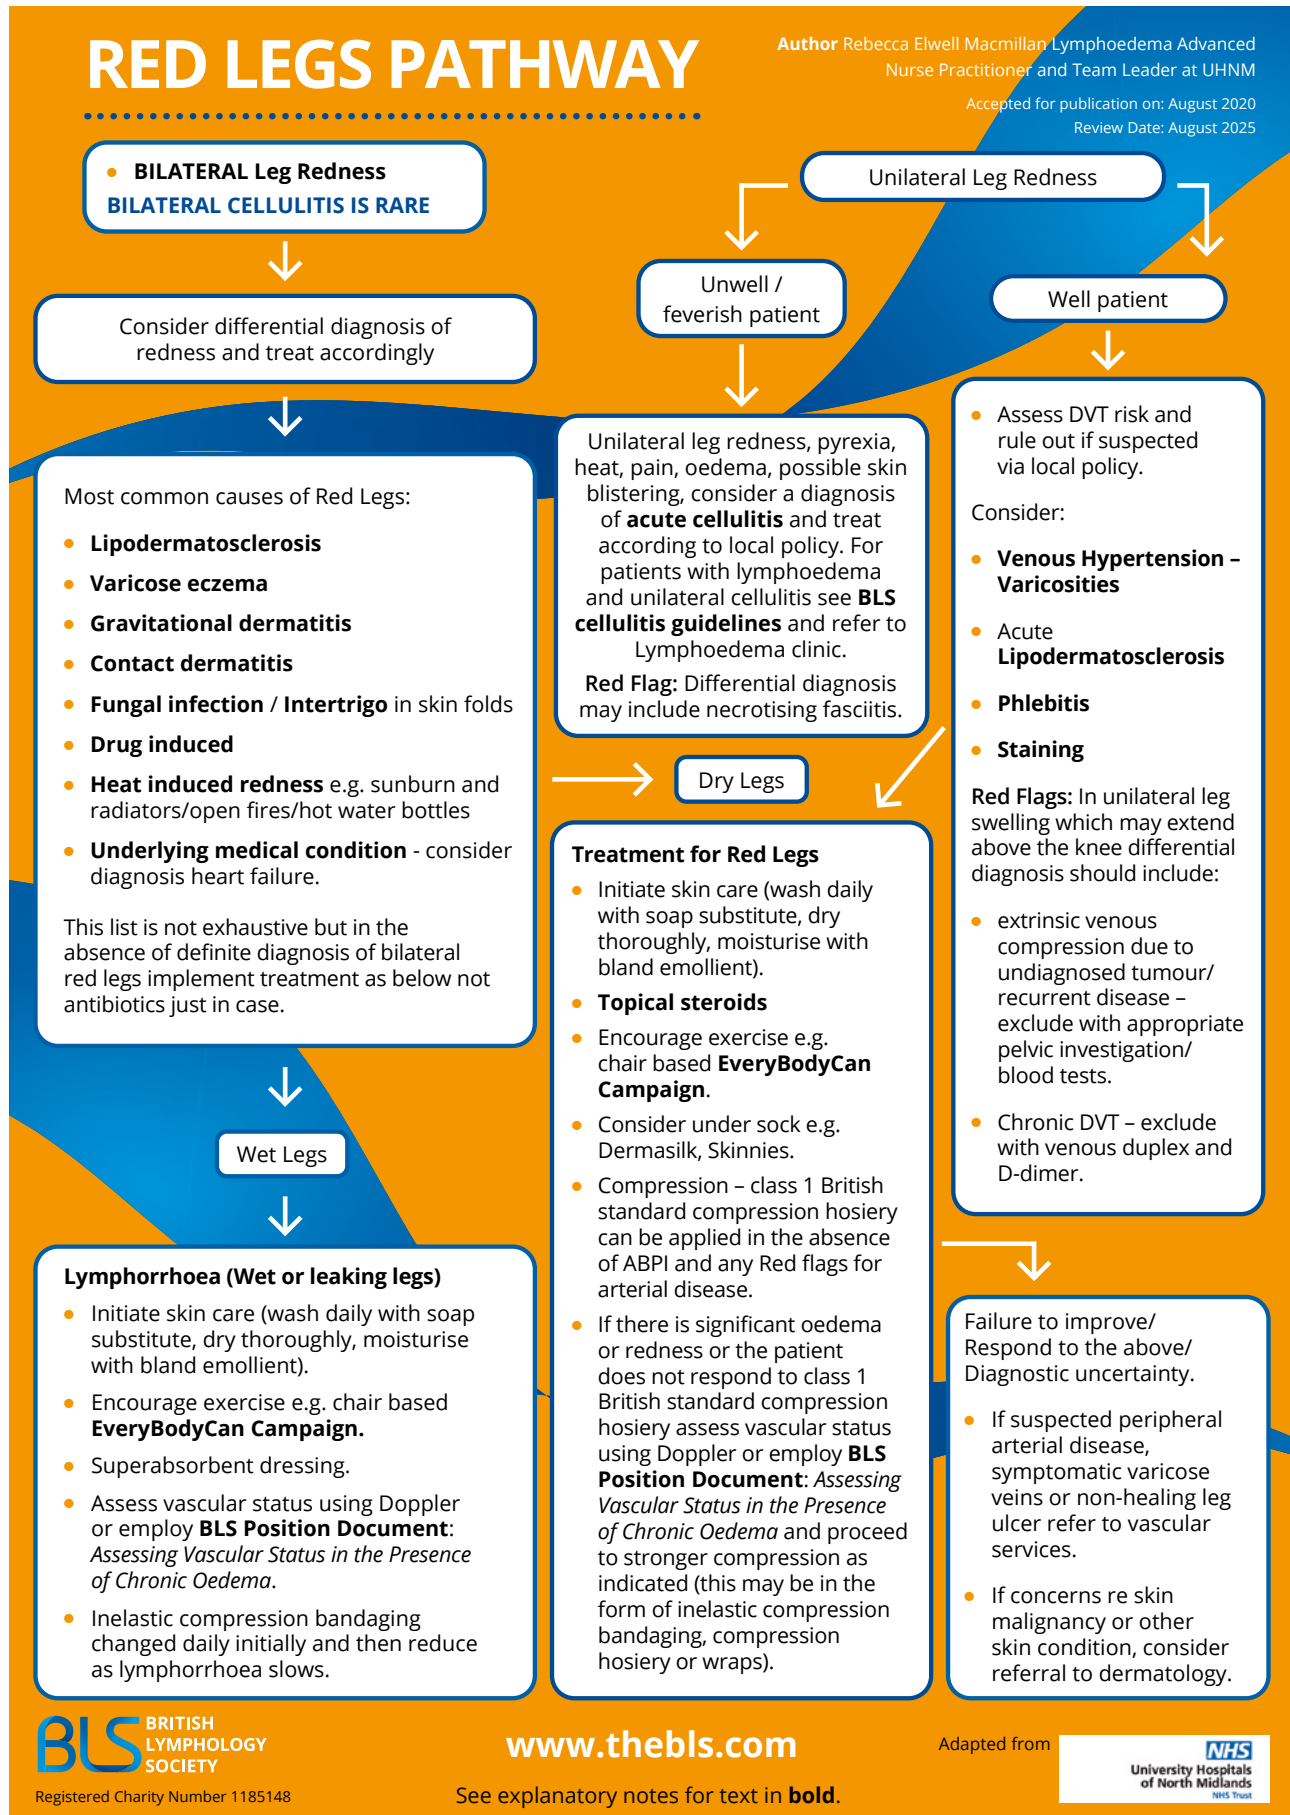 RED LEGS PATHWAY
Author Rebecca Elwell Macmillan Lymphoedema Advanced
Nurse Practitioner and Team Leader at UHNM
Accepted for publication on: August 2020
Review Date: August 2025
• BILATERAL Leg Redness
BILATERAL CELLULITIS IS RARE
Consider differential diagnosis of
redness and treat accordingly
Most common causes of Red Legs:
• Lipodermatosclerosis
• Varicose eczema
• Gravitational dermatitis
• Contact dermatitis
• Fungal infection / Intertrigo in skin folds
• Drug induced
• Heat induced redness e.g. sunburn and
radiators/open fires/hot water bottles
• Underlying medical condition - consider
diagnosis heart failure.
This list is not exhaustive but in the
absence of definite diagnosis of bilateral
red legs implement treatment as below not
antibiotics just in case.
Wet Legs
Lymphorrhoea (Wet or leaking legs)
• Initiate skin care (wash daily with soap
substitute, dry thoroughly, moisturise
with bland emollient).
• Encourage exercise e.g. chair based
EveryBodyCan Campaign.
• Superabsorbent dressing.
• Assess vascular status using Doppler
or employ BLS Position Document:
Assessing Vascular Status in the Presence
of Chronic Oedema.
• Inelastic compression bandaging
changed daily initially and then reduce
as lymphorrhoea slows.
Unilateral Leg Redness
Unwell /
feverish patient
Unilateral leg redness, pyrexia,
heat, pain, oedema, possible skin
blistering, consider a diagnosis
of acute cellulitis and treat
according to local policy. For
patients with lymphoedema
and unilateral cellulitis see BLS
cellulitis guidelines and refer to
Lymphoedema clinic.
Red Flag: Differential diagnosis
may include necrotising fasciitis.
Dry Legs
Treatment for Red Legs
• Initiate skin care (wash daily
with soap substitute, dry
thoroughly, moisturise with
bland emollient).
• Topical steroids
• Encourage exercise e.g.
chair based EveryBodyCan
Campaign.
• Consider under sock e.g.
Dermasilk, Skinnies.
• Compression – class 1 British
standard compression hosiery
can be applied in the absence
of ABPI and any Red flags for
arterial disease.
• If there is significant oedema
or redness or the patient
does not respond to class 1
British standard compression
hosiery assess vascular status
using Doppler or employ BLS
Position Document: Assessing
Vascular Status in the Presence
of Chronic Oedema and proceed
to stronger compression as
indicated (this may be in the
form of inelastic compression
bandaging, compression
hosiery or wraps).
Well patient
• Assess DVT risk and
rule out if suspected
via local policy.
Consider:
• Venous Hypertension –
Varicosities
• Acute
Lipodermatosclerosis
• Phlebitis
• Staining
Red Flags: In unilateral leg
swelling which may extend
above the knee differential
diagnosis should include:
• extrinsic venous
compression due to
undiagnosed tumour/
recurrent disease –
exclude with appropriate
pelvic investigation/
blood tests.
• Chronic DVT – exclude
with venous duplex and
D-dimer.
Failure to improve/
Respond to the above/
Diagnostic uncertainty.
• If suspected peripheral
arterial disease,
symptomatic varicose
veins or non-healing leg
ulcer refer to vascular
services.
• If concerns re skin
malignancy or other
skin condition, consider
referral to dermatology.
BLS BRITISH
LYMPHOLOGY
SOCIETY
Registered Charity Number 1185148
www.thebls.com
See explanatory notes for text in bold.
Adapted from
NHS
University Hospitals
of North Midlands
NHS Trust